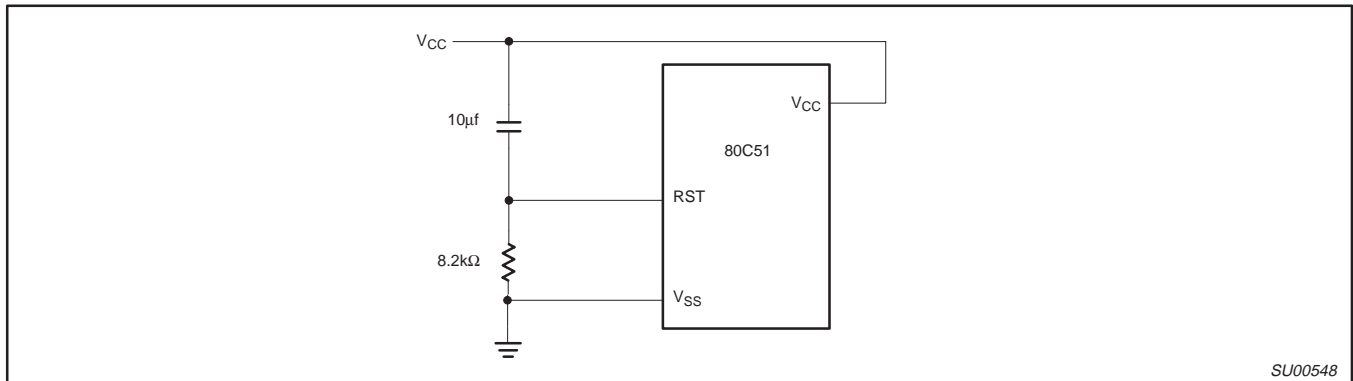 VCC
VCC
10μf
80C51
RST
8.2kΩ
VSS
SU00548